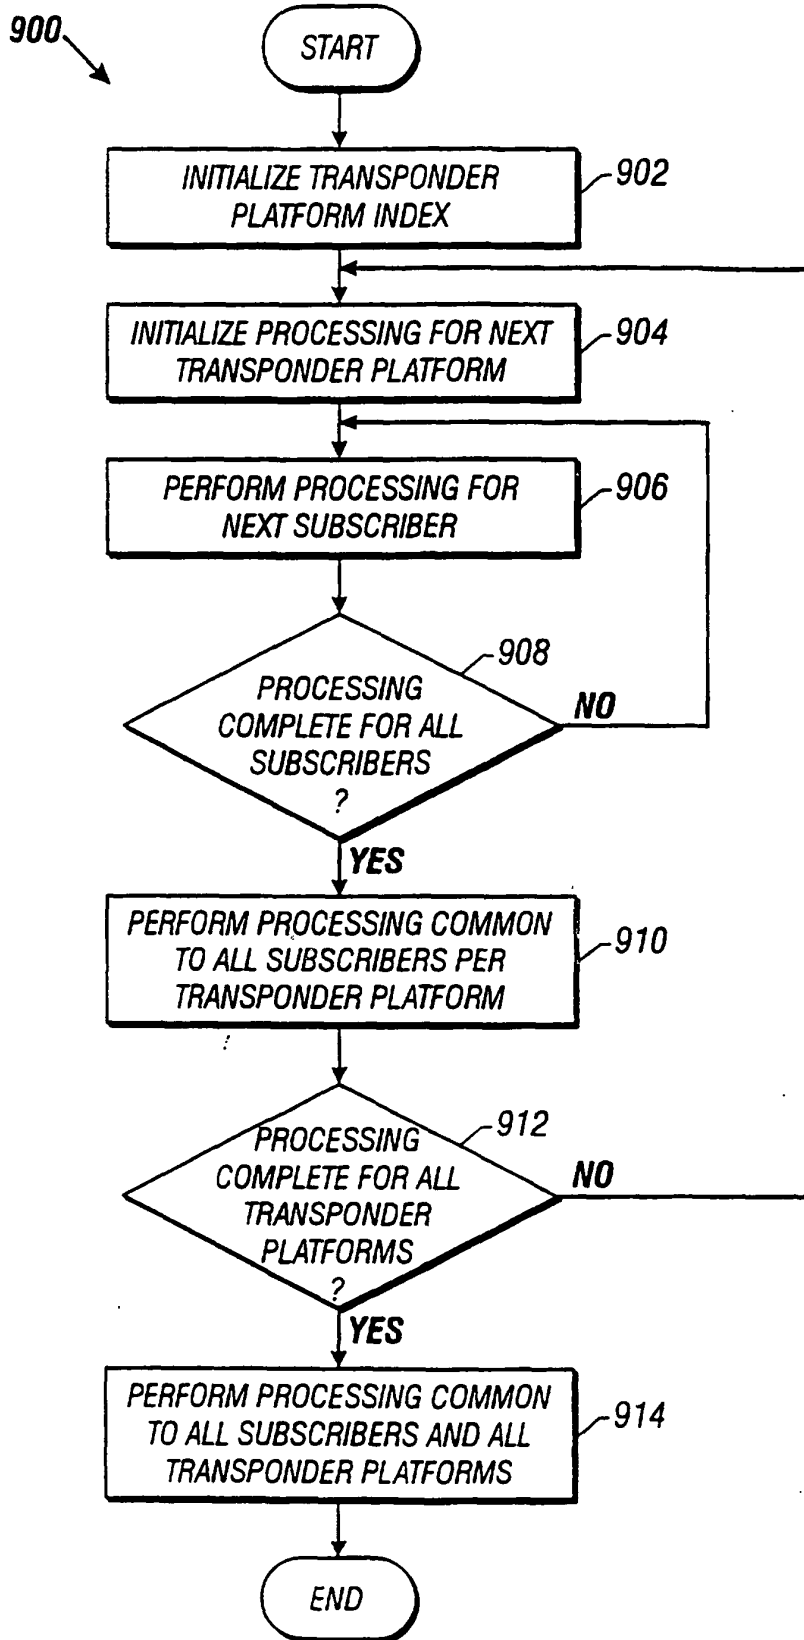 900
START
INITIALIZE TRANSPONDER
PLATFORM INDEX
902
INITIALIZE PROCESSING FOR NEXT
TRANSPONDER PLATFORM
904
PERFORM PROCESSING FOR
NEXT SUBSCRIBER
906
908
PROCESSING
COMPLETE FOR ALL
SUBSCRIBERS
?
NO
YES
PERFORM PROCESSING COMMON
TO ALL SUBSCRIBERS PER
TRANSPONDER PLATFORM
910
912
PROCESSING
COMPLETE FOR ALL
TRANSPONDER
PLATFORMS
?
NO
YES
PERFORM PROCESSING COMMON
TO ALL SUBSCRIBERS AND ALL
TRANSPONDER PLATFORMS
914
END